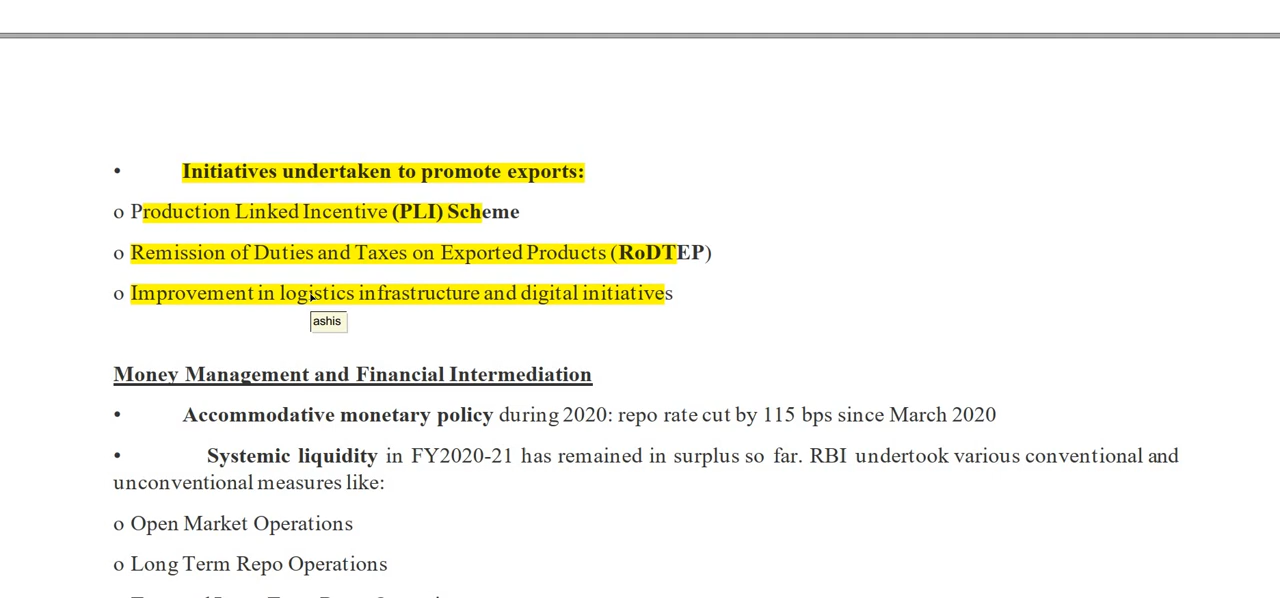 • Initiatives undertaken to promote exports:
o Production Linked Incentive (PLI) Scheme
o Remission of Duties and Taxes on Exported Products (RoDTEP)
o Improvement in logistics infrastructure and digital initiatives
ashis
Money Management and Financial Intermediation
• Accommodative monetary policy during 2020: repo rate cut by 115 bps since March 2020
• Systemic liquidity in FY2020-21 has remained in surplus so far. RBI undertook various conventional and
unconventional measures like:
o Open Market Operations
o Long Term Repo Operations